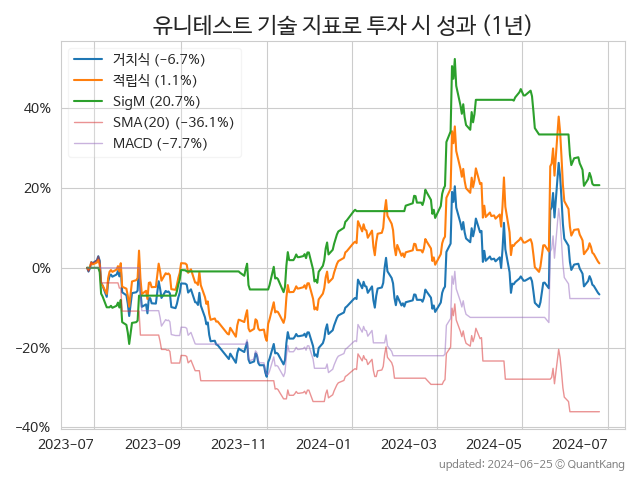 유니테스트 기술 지표로 투자 시 성과 (1년)
거치식 (−6.7%)
적립식 (1.1%)
SigM (20.7%)
SMA(20) (−36.1%)
MACD (−7.7%)
40%
20%
0%
−20%
−40%
2023-07 2023-09 2023-11 2024-01 2024-03 2024-05 2024-07
updated: 2024-06-25 © QuantKang